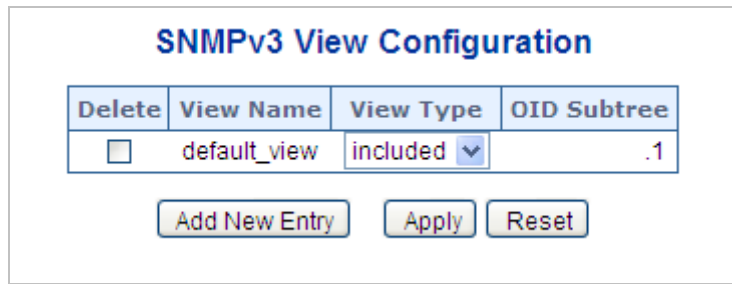 SNMPv3 View Configuration
Delete View Name View Type OID Subtree
default_view included .1
Add New Entry Apply Reset